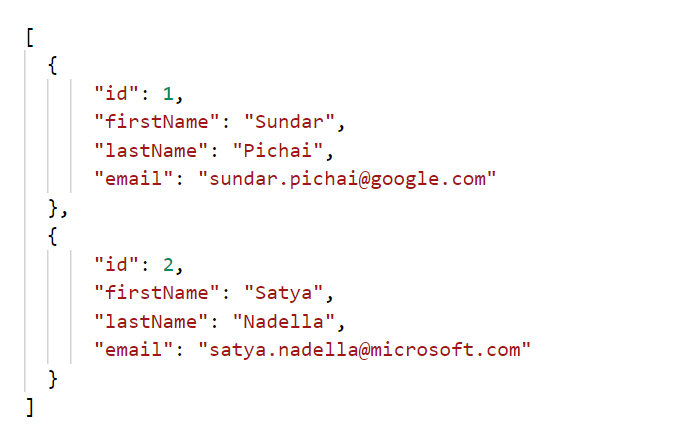 [
  {
      "id": 1,
      "firstName": "Sundar",
      "lastName": "Pichai",
      "email": "sundar.pichai@google.com"
  },
  {
      "id": 2,
      "firstName": "Satya",
      "lastName": "Nadella",
      "email": "satya.nadella@microsoft.com"
  }
]